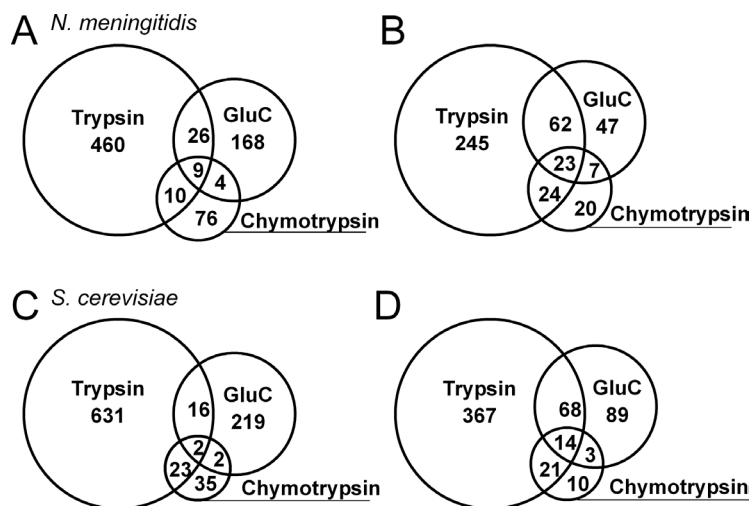 A N. meningitidis
Trypsin
460
26
GluC
168
9
4
10
76
Chymotrypsin
B
Trypsin
245
62
GluC
47
23
7
24
20
Chymotrypsin
C S. cerevisiae
Trypsin
631
16
GluC
219
2
2
23
35
Chymotrypsin
D
Trypsin
367
68
GluC
89
14
3
21
10
Chymotrypsin